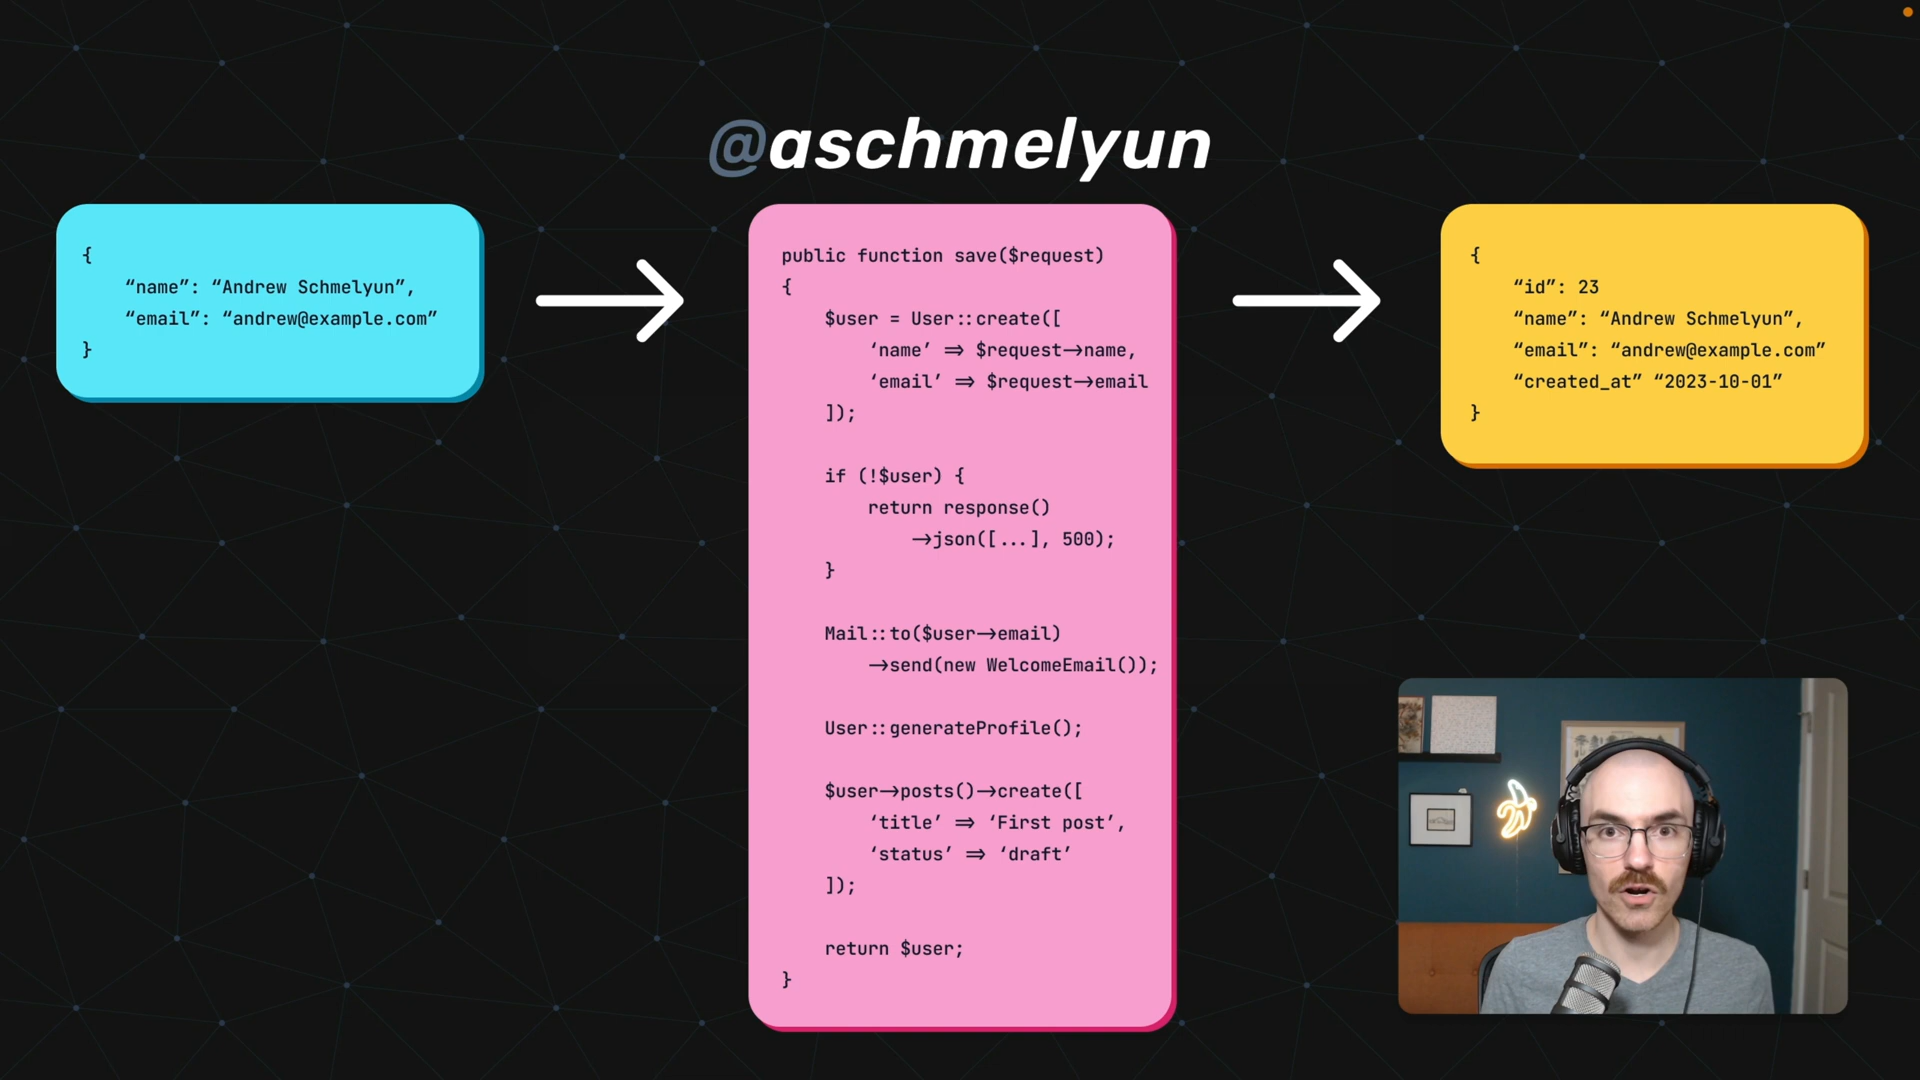 @aschmelyun
{
“name”: “Andrew Schmelyun”,
“email”: “andrew@example.com”
}
public function save($request)
{
$user = User::create([
‘name’ => $request->name,
‘email’ => $request->email
]);
if (!$user) {
return response()
->json([...], 500);
}
Mail::to($user->email)
->send(new WelcomeEmail());
User::generateProfile();
$user->posts()->create([
‘title’ => ‘First post’,
‘status’ => ‘draft’
]);
return $user;
}
{
“id”: 23
“name”: “Andrew Schmelyun”,
“email”: “andrew@example.com”
“created_at” “2023-10-01”
}